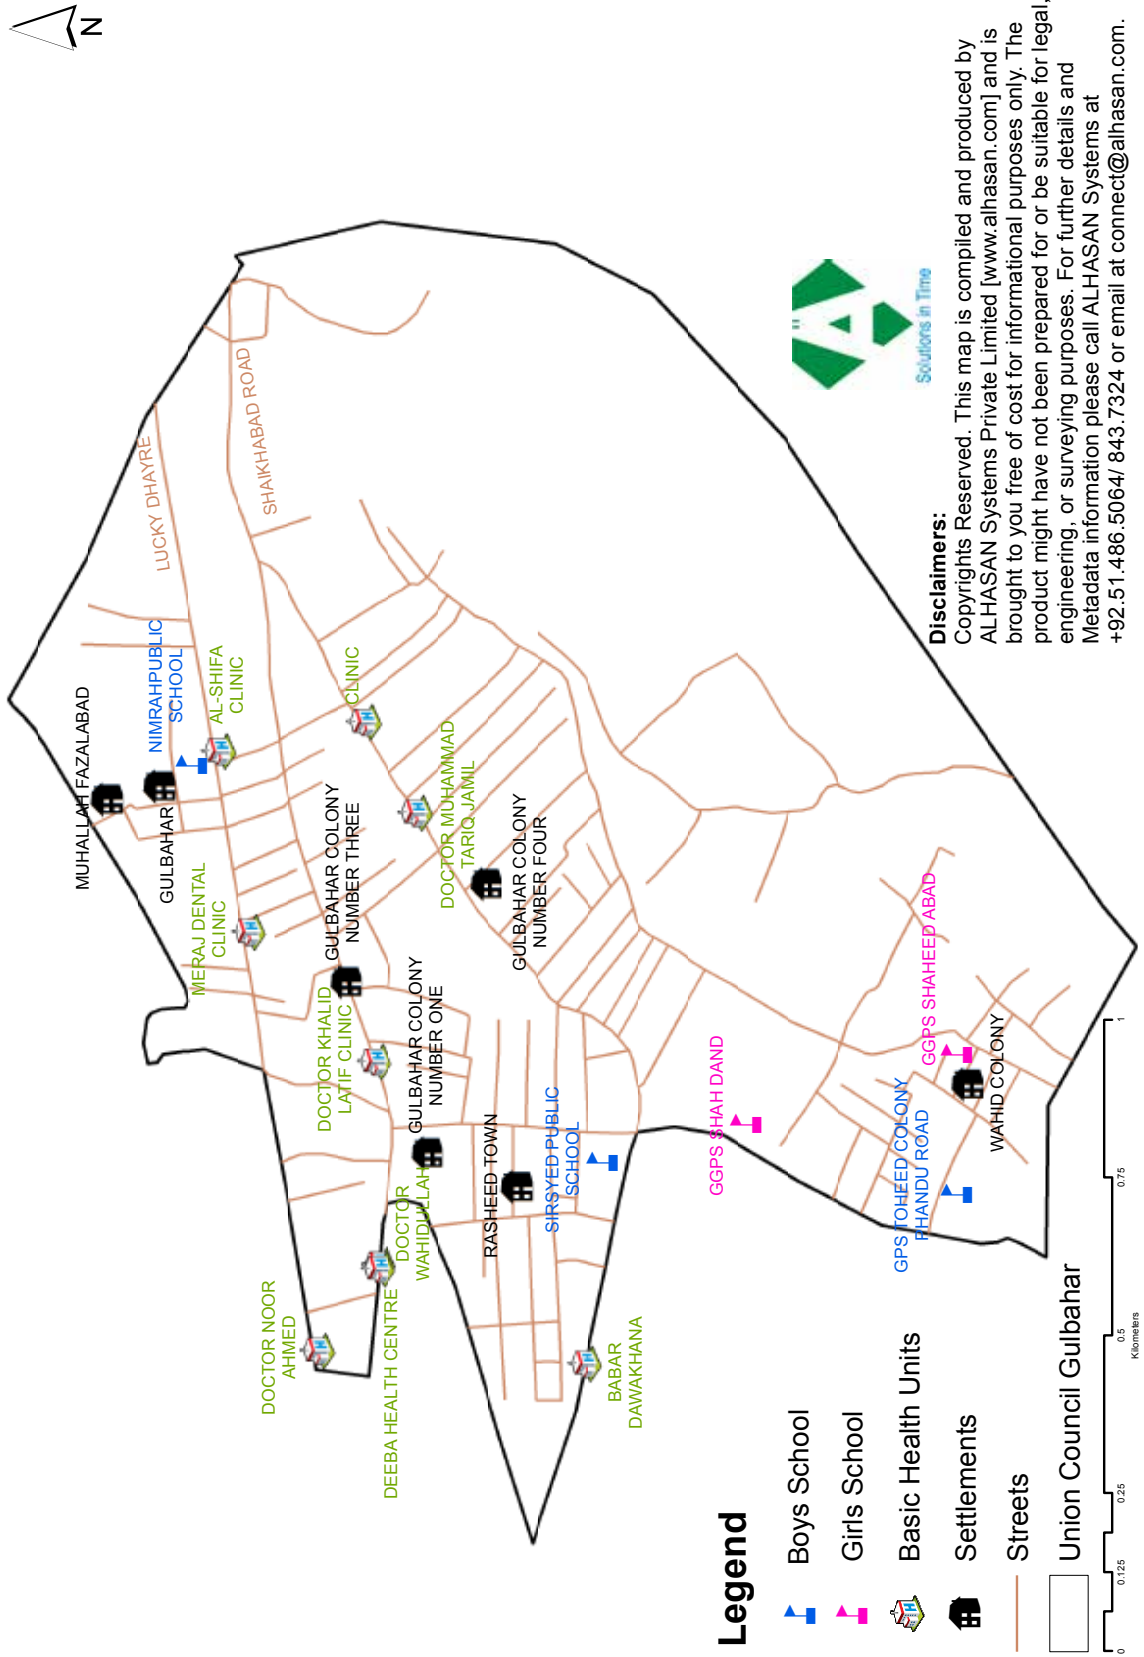 N
MUHALLAH FAZALABAD
GULBAHAR
NIMRAHPUBLIC
SCHOOL
AL-SHIFA
CLINIC
LUCKY DHAYRE
SHAIKHABAD ROAD
MERAJ DENTAL
CLINIC
CLINIC
GULBAHAR COLONY
NUMBER THREE
DOCTOR MUHAMMAD
TARIQ JAMIL
GULBAHAR COLONY
NUMBER FOUR
DOCTOR KHALID
LATIF CLINIC
GULBAHAR COLONY
NUMBER ONE
DOCTOR NOOR
AHMED
DEEBA HEALTH CENTRE
DOCTOR
WAHIDULLAH
RASHEED TOWN
SIRSYED PUBLIC
SCHOOL
BABAR
DAWAKHANA
GGPS SHAH DAND
GGPS SHAHEED ABAD
GPS TOHEED COLONY
PHANDU ROAD
WAHID COLONY
Legend
Boys School
Girls School
Basic Health Units
Settlements
Streets
Union Council Gulbahar
0 0.125 0.25 0.5 0.75 1
Kilometers
Solutions in Time
Disclaimers:
Copyrights Reserved. This map is compiled and produced by
ALHASAN Systems Private Limited [www.alhasan.com] and is
brought to you free of cost for informational purposes only. The
product might have not been prepared for or be suitable for legal,
engineering, or surveying purposes. For further details and
Metadata information please call ALHASAN Systems at
+92.51.486.5064/ 843.7324 or email at connect@alhasan.com.